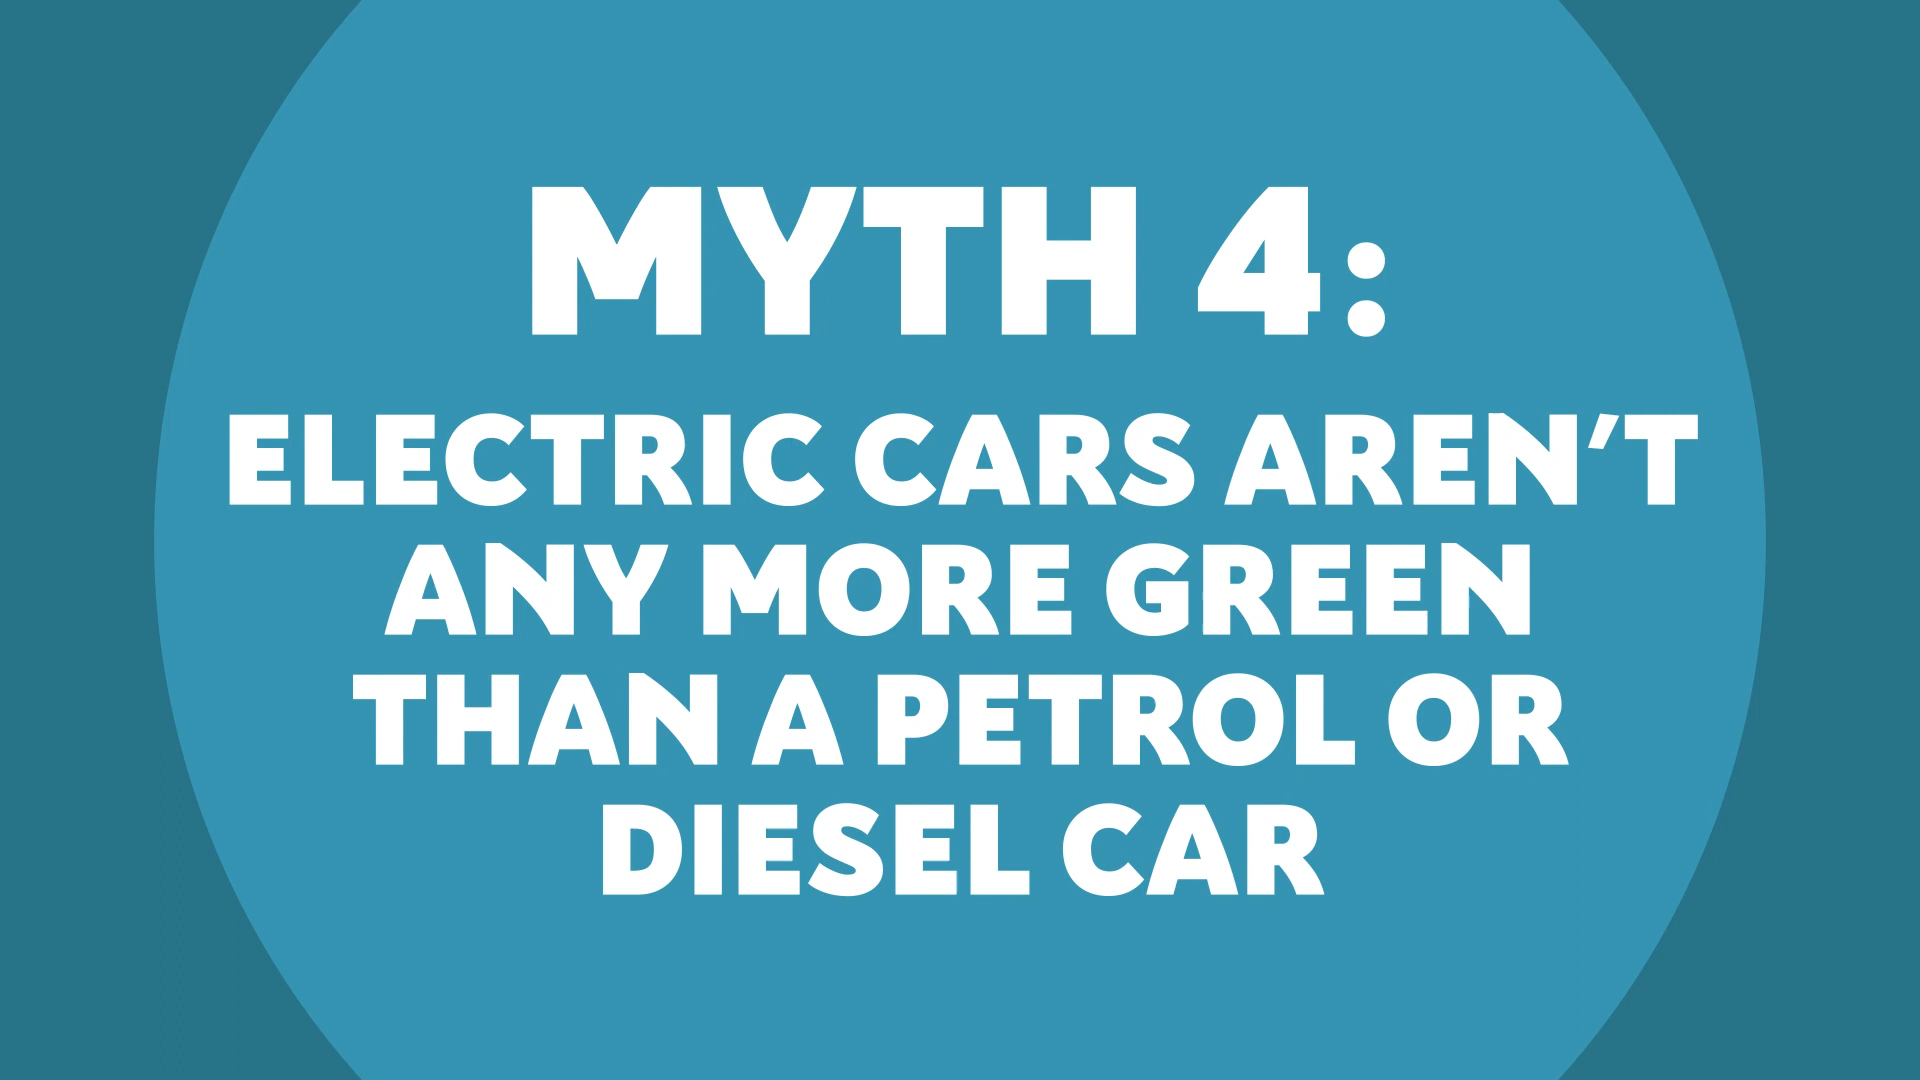 MYTH 4:
ELECTRIC CARS AREN’T
ANY MORE GREEN
THAN A PETROL OR
DIESEL CAR